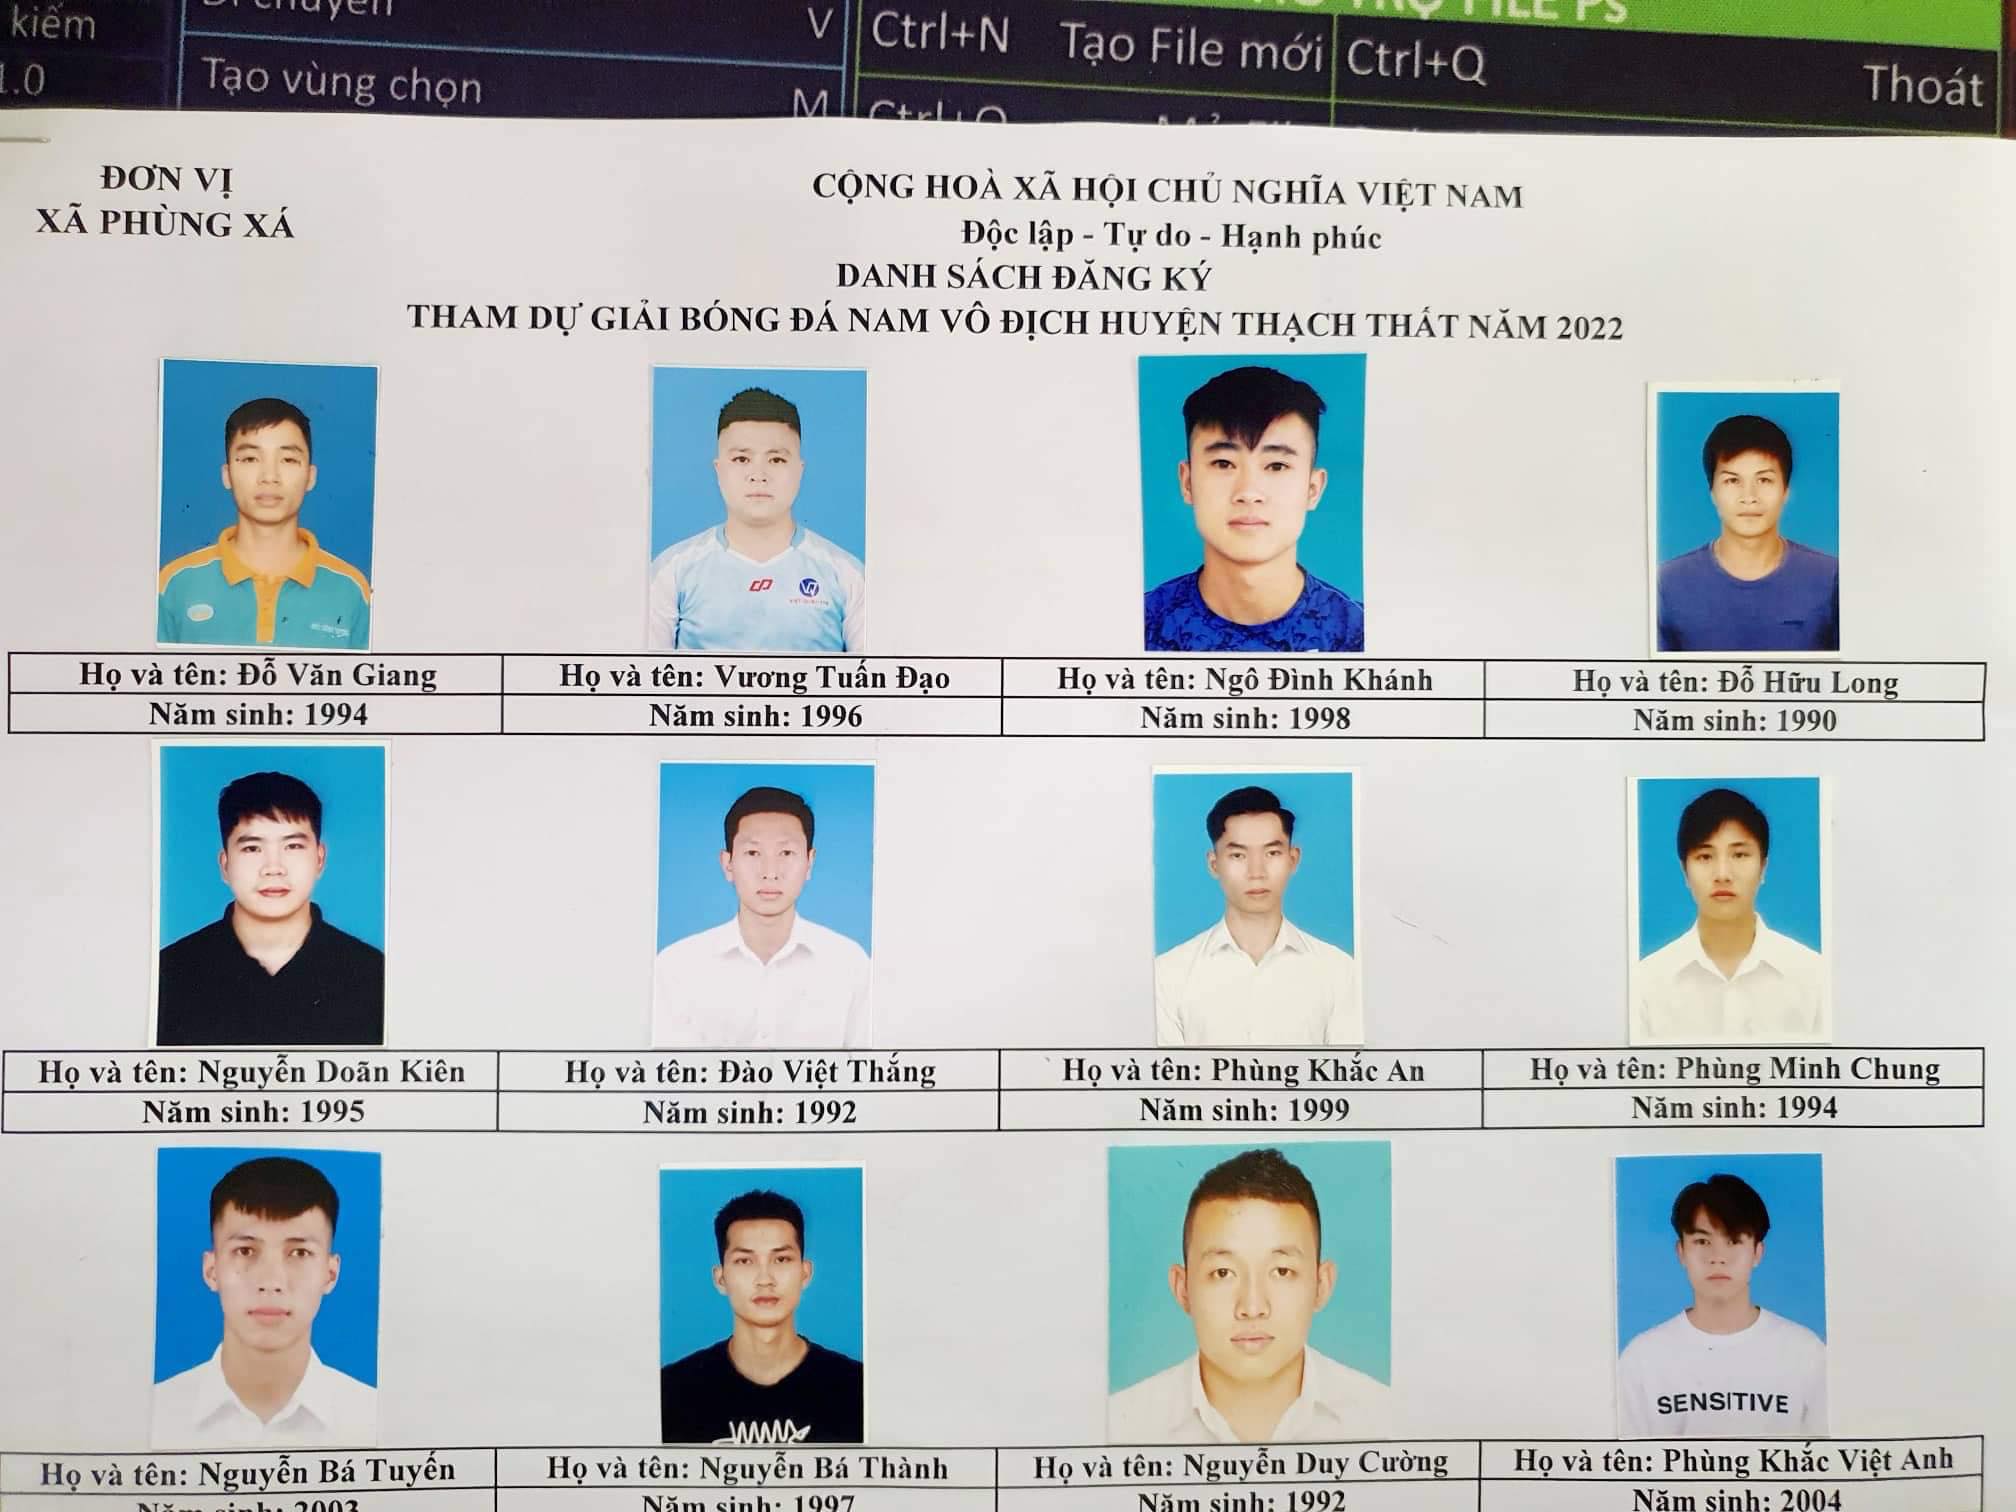 Di chuyển V
kiếm
1.0
Tạo vùng chọn M
HỖ TRỢ FILE PS
Ctrl+N Tạo File mới Ctrl+Q Thoát
Ctrl+O
ĐƠN VỊ
XÃ PHÙNG XÁ
CỘNG HOÀ XÃ HỘI CHỦ NGHĨA VIỆT NAM
Độc lập - Tự do - Hạnh phúc
DANH SÁCH ĐĂNG KÝ
THAM DỰ GIẢI BÓNG ĐÁ NAM VÔ ĐỊCH HUYỆN THẠCH THẤT NĂM 2022
Họ và tên: Đỗ Văn Giang
Năm sinh: 1994
Họ và tên: Vương Tuấn Đạo
Năm sinh: 1996
Họ và tên: Ngô Đình Khánh
Năm sinh: 1998
Họ và tên: Đỗ Hữu Long
Năm sinh: 1990
Họ và tên: Nguyễn Doãn Kiên
Năm sinh: 1995
Họ và tên: Đào Việt Thắng
Năm sinh: 1992
Họ và tên: Phùng Khắc An
Năm sinh: 1999
Họ và tên: Phùng Minh Chung
Năm sinh: 1994
SENSITIVE
Họ và tên: Nguyễn Bá Tuyến
Năm sinh: 2003
Họ và tên: Nguyễn Bá Thành
Năm sinh: 1997
Họ và tên: Nguyễn Duy Cường
Năm sinh: 1992
Họ và tên: Phùng Khắc Việt Anh
Năm sinh: 2004